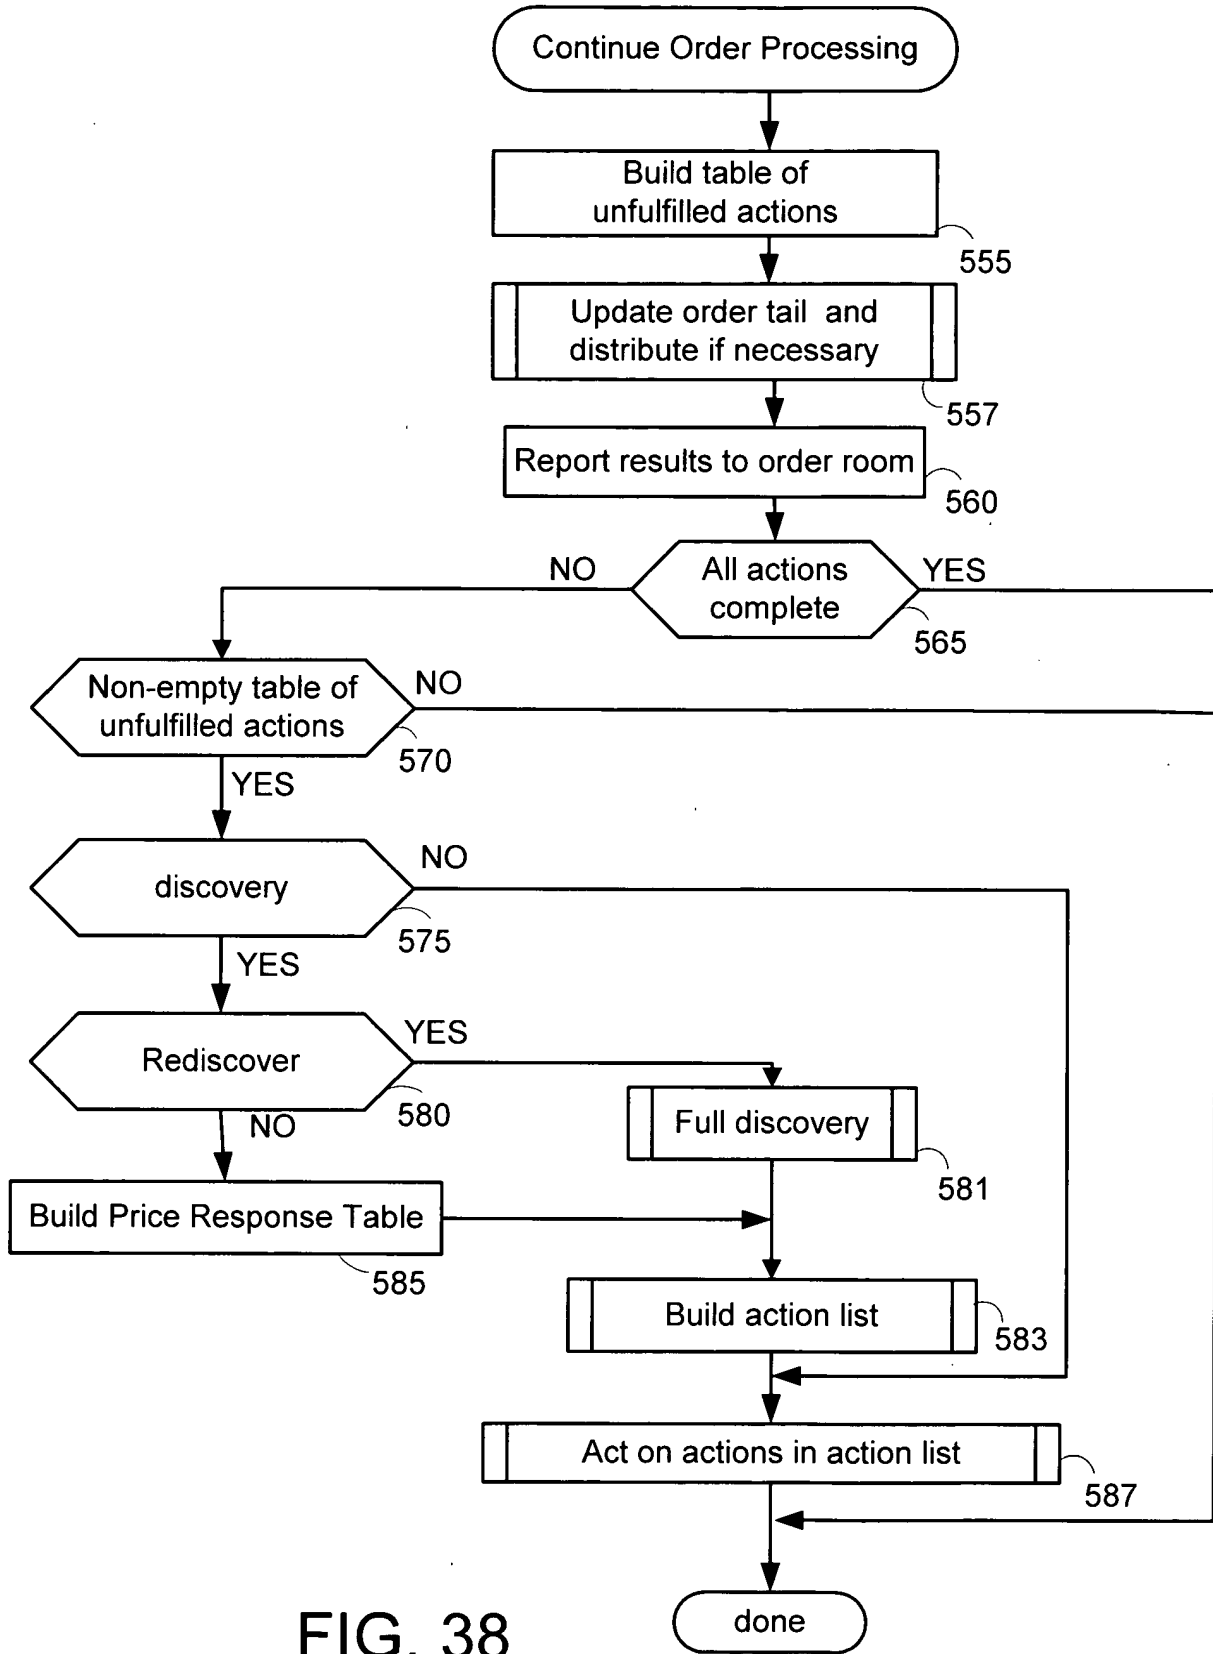 Continue Order Processing
Build table of
unfulfilled actions
555
Update order tail and
distribute if necessary
557
Report results to order room
560
NO
All actions
complete
YES
565
Non-empty table of
unfulfilled actions
NO
570
YES
discovery
NO
575
YES
Rediscover
YES
580
NO
Full discovery
581
Build Price Response Table
585
Build action list
583
Act on actions in action list
587
done
FIG. 38